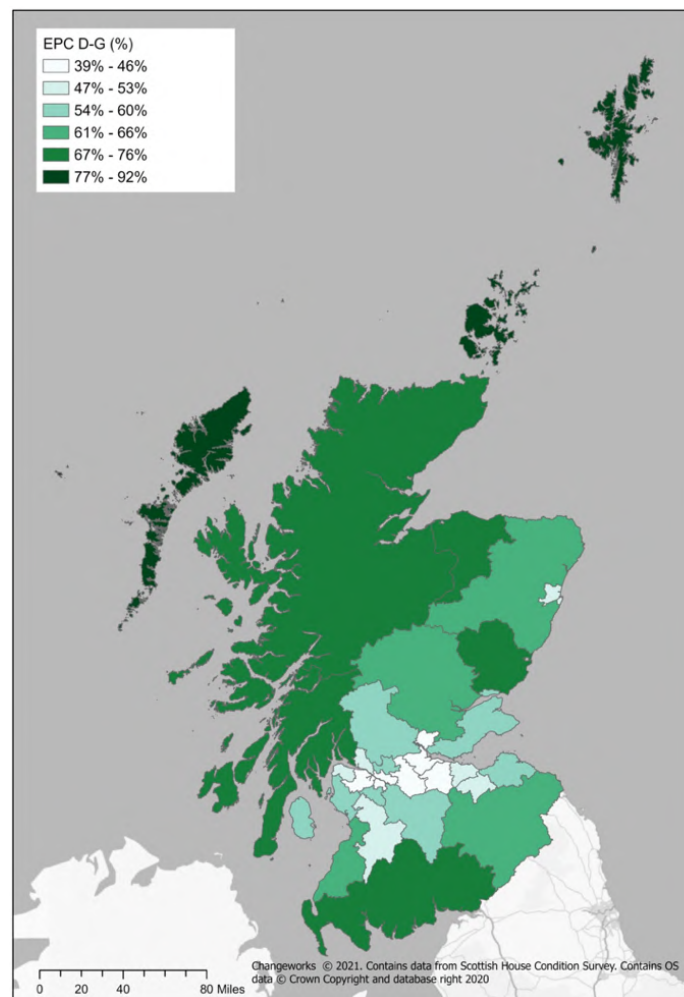 EPC D-G (%)
39% - 46%
47% - 53%
54% - 60%
61% - 66%
67% - 76%
77% - 92%
0 20 40 80 Miles
Changeworks © 2021. Contains data from Scottish House Condition Survey. Contains OS
data © Crown Copyright and database right 2020